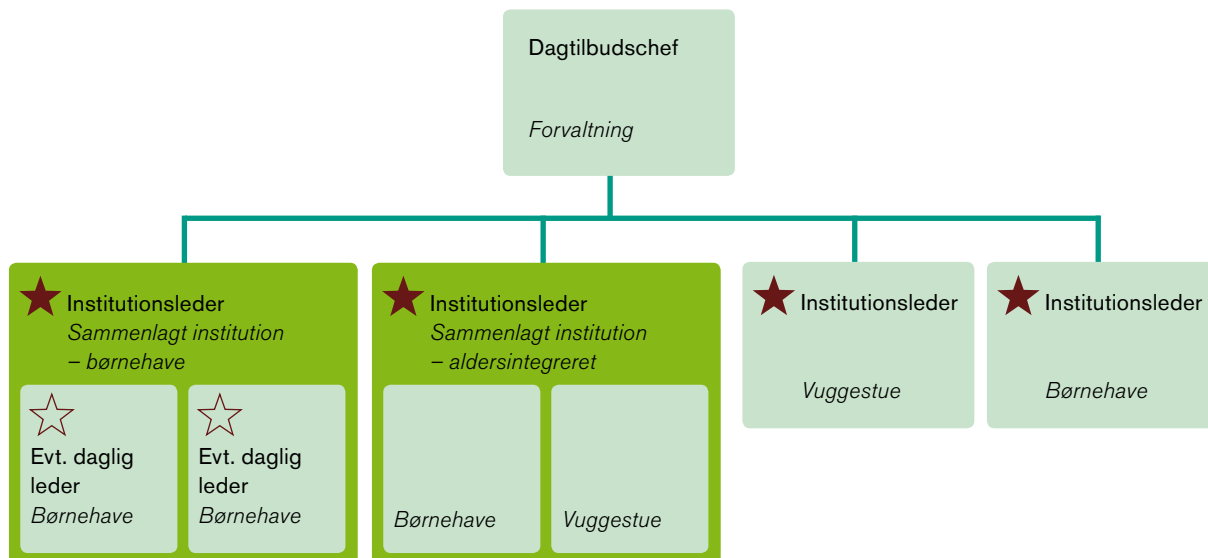 Dagtilbudschef
Forvaltning
Institutionsleder
Sammenlagt institution
– børnehave
Evt. daglig
leder
Børnehave
Evt. daglig
leder
Børnehave
Institutionsleder
Sammenlagt institution
– aldersintegreret
Børnehave
Vuggestue
Institutionsleder
Vuggestue
Institutionsleder
Børnehave